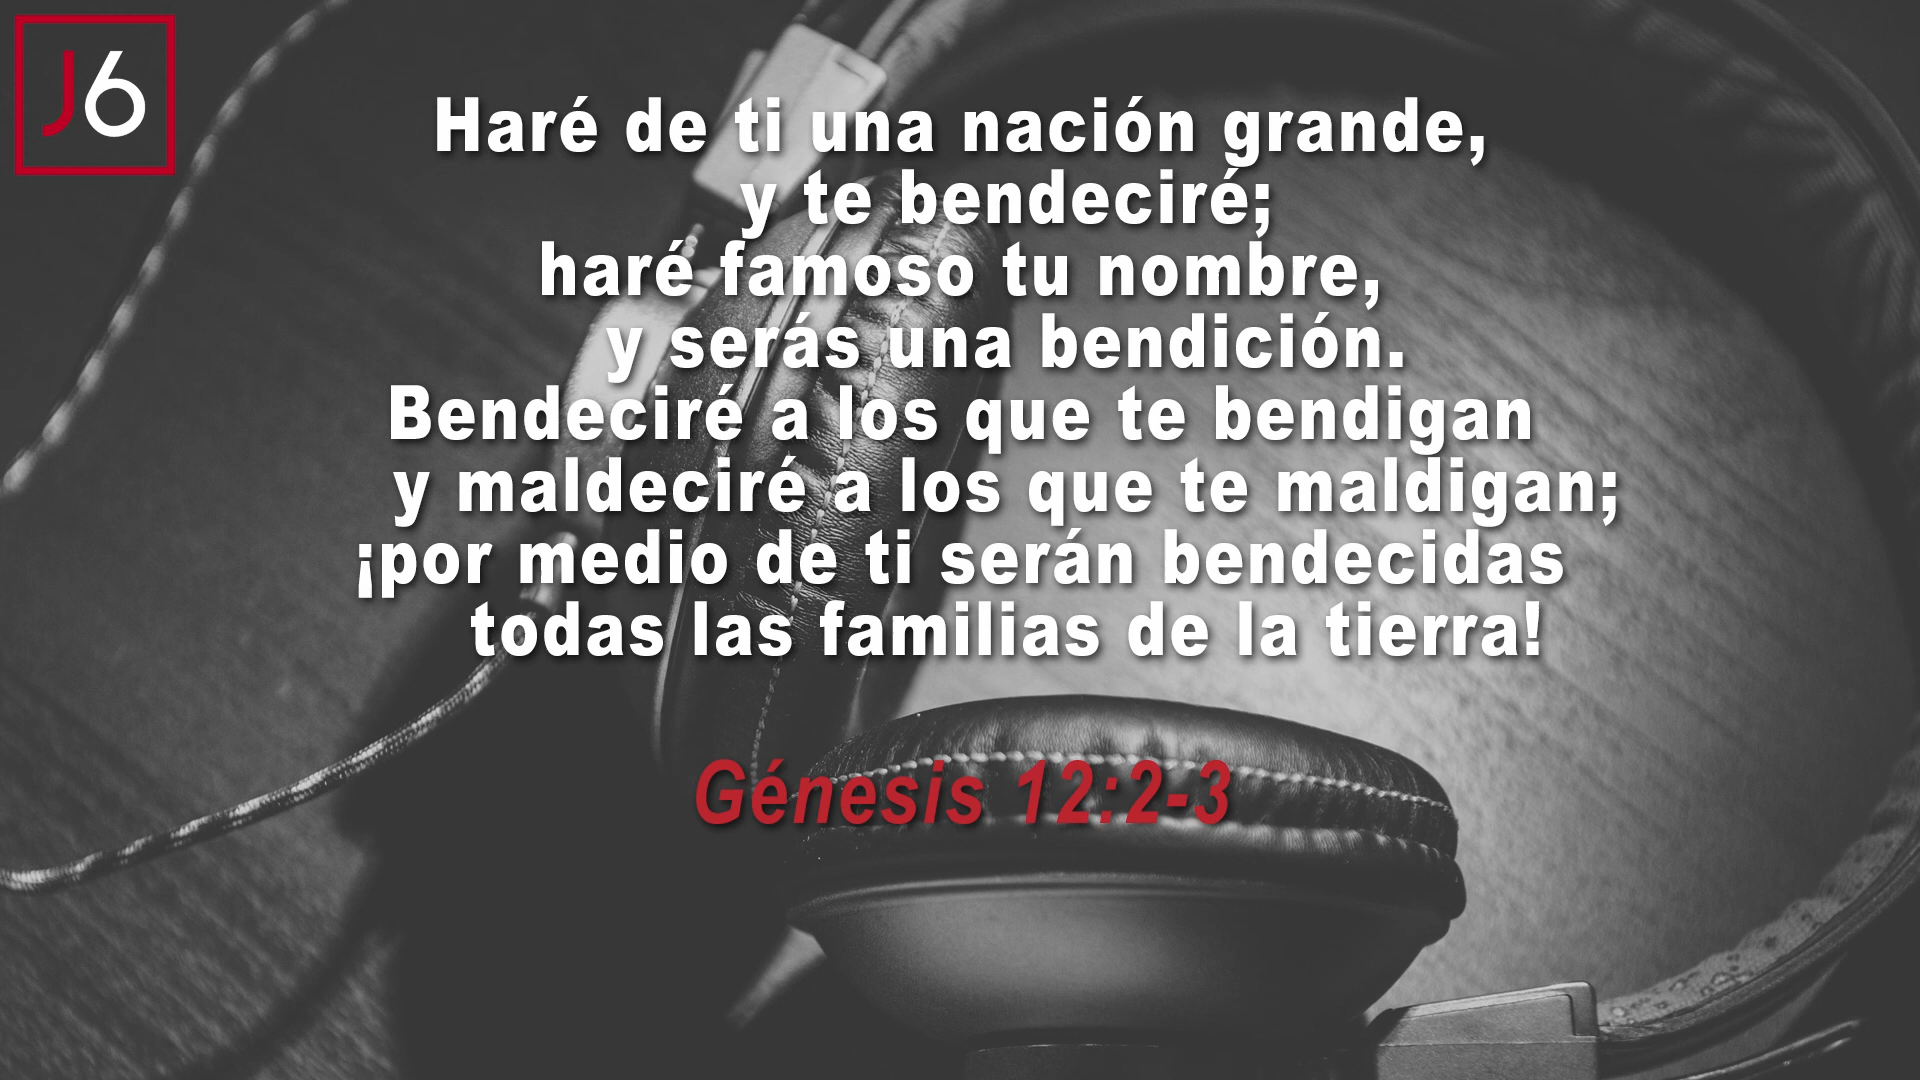 J6
Haré de ti una nación grande,
y te bendeciré;
haré famoso tu nombre,
y serás una bendición.
Bendeciré a los que te bendigan
y maldeciré a los que te maldigan;
¡por medio de ti serán bendecidas
todas las familias de la tierra!
Génesis 12:2-3